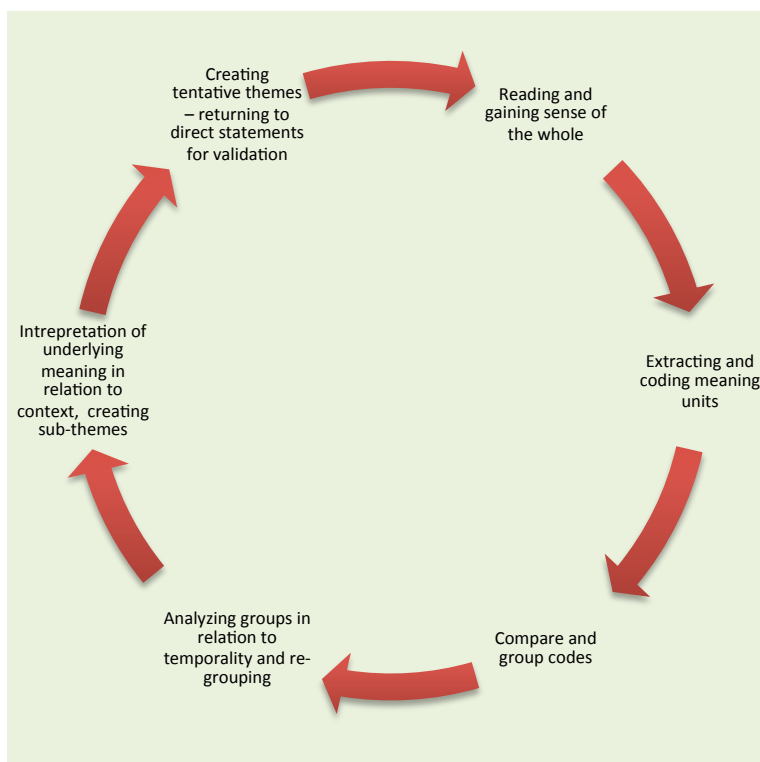 Creating
tentative themes
– returning to
direct statements
for validation
Reading and
gaining sense of
the whole
Extracting and
coding meaning
units
Compare and
group codes
Analyzing groups in
relation to
temporality and re-
grouping
Intrepretation of
underlying
meaning in
relation to
context, creating
sub-themes